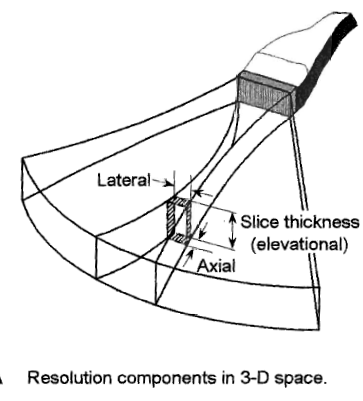 Lateral
Slice thickness
(elevational)
Axial
Resolution components in 3-D space.